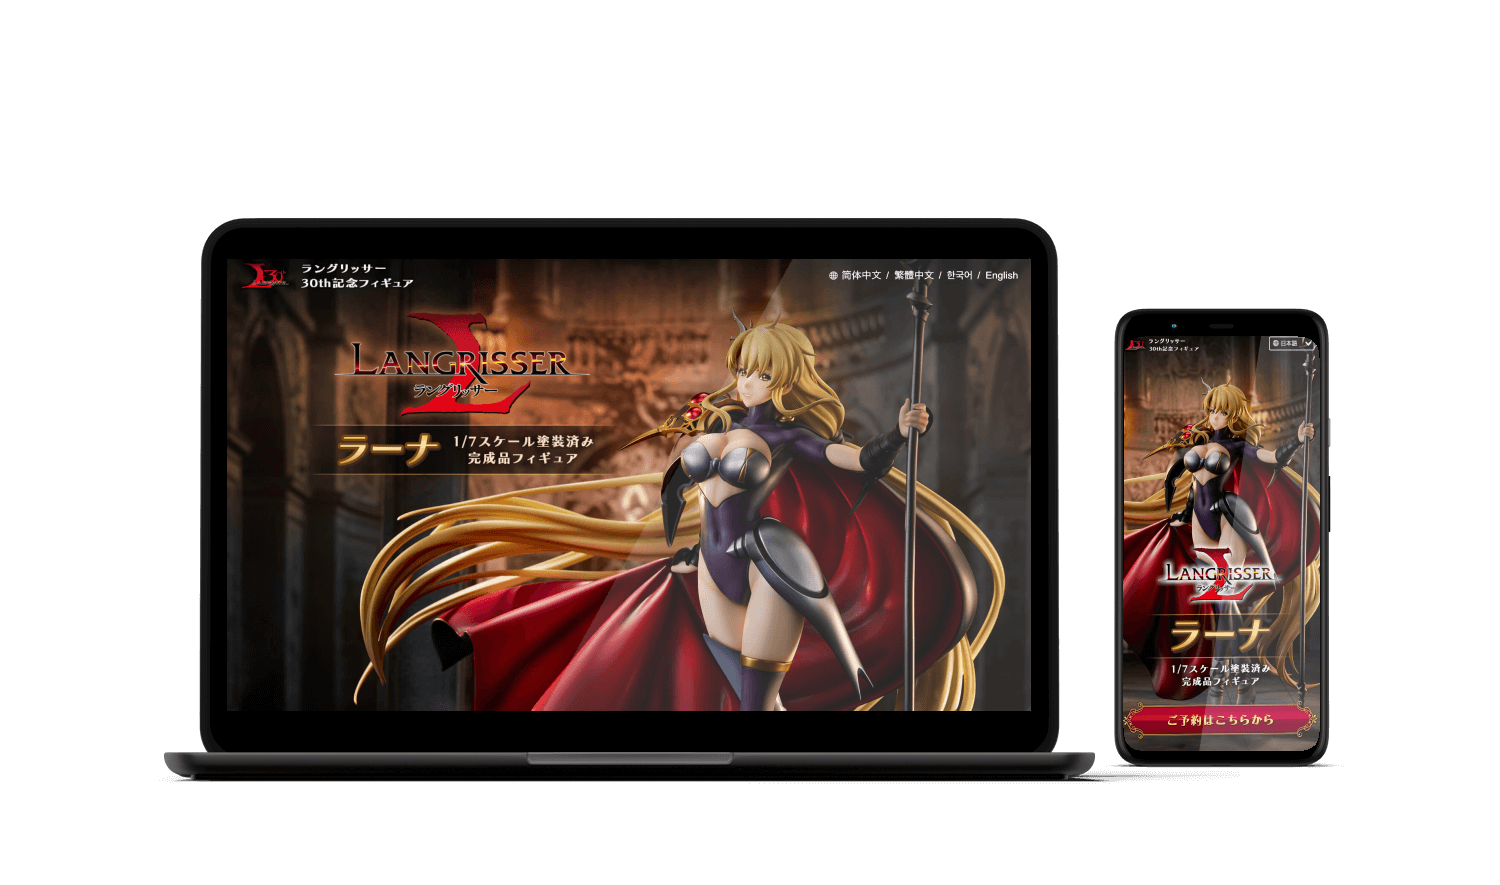 30th
ラングリッサー
30th記念フィギュア
简体中文 / 繁體中文 / 한국어 / English
LANGRISSER
ラングリッサー
ラーナ
1/7スケール塗装済み
完成品フィギュア
ラングリッサー
30th記念フィギュア
日本語
LANGRISSER
ラングリッサー
ラーナ
1/7スケール塗装済み
完成品フィギュア
ご予約はこちらから